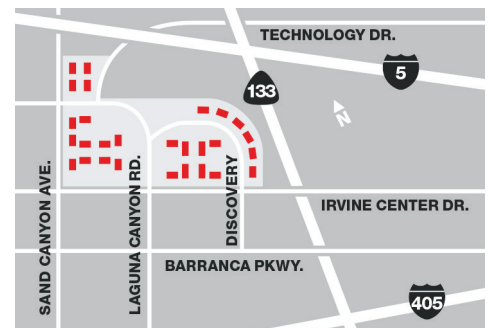 TECHNOLOGY DR.
5
133
N
SAND CANYON AVE.
LAGUNA CANYON RD.
DISCOVERY
IRVINE CENTER DR.
BARRANCA PKWY.
405